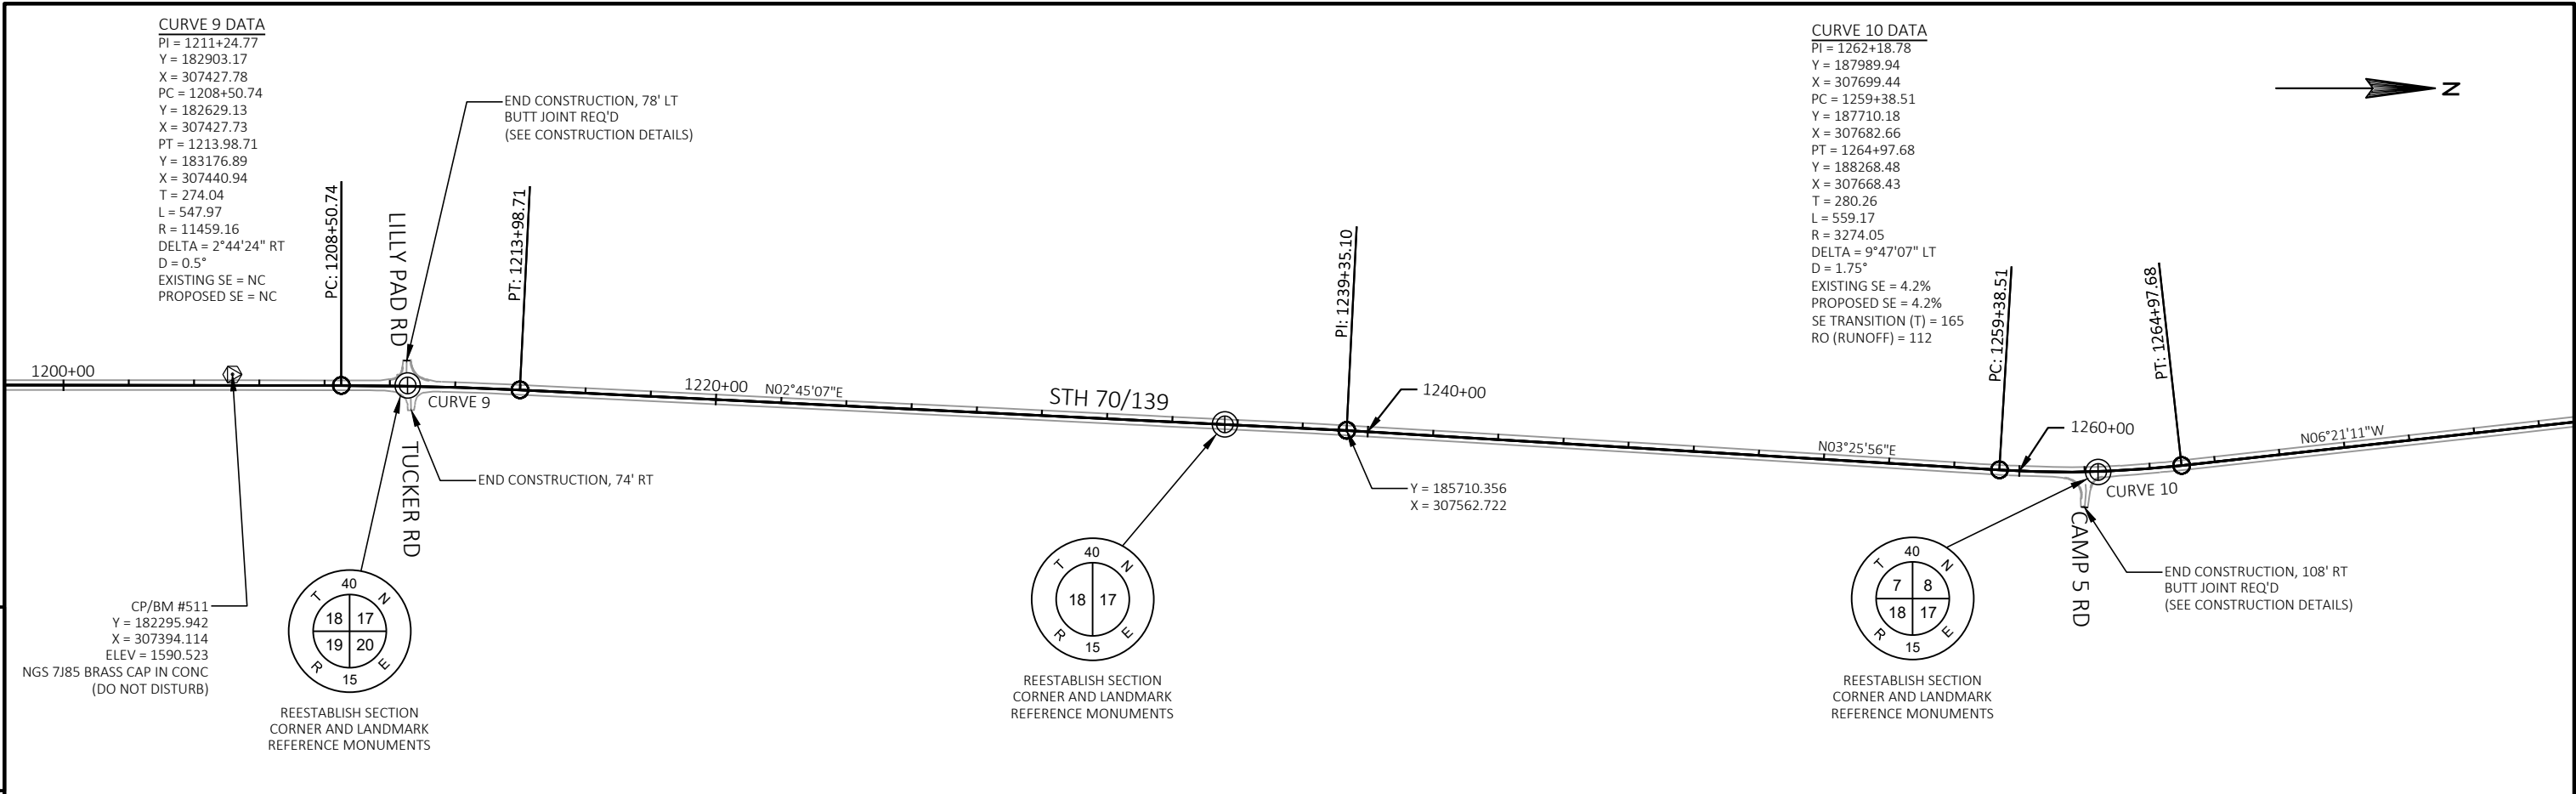 CURVE 9 DATA
PI = 1211+24.77
Y = 182903.17
X = 307427.78
PC = 1208+50.74
Y = 182629.13
X = 307427.73
PT = 1213.98.71
Y = 183176.89
X = 307440.94
T = 274.04
L = 547.97
R = 11459.16
DELTA = 2°44'24" RT
D = 0.5°
EXISTING SE = NC
PROPOSED SE = NC
END CONSTRUCTION, 78' LT
BUTT JOINT REQ'D
(SEE CONSTRUCTION DETAILS)
CURVE 10 DATA
PI = 1262+18.78
Y = 187989.94
X = 307699.44
PC = 1259+38.51
Y = 187710.18
X = 307682.66
PT = 1264+97.68
Y = 188268.48
X = 307668.43
T = 280.26
L = 559.17
R = 3274.05
DELTA = 9°47'07" LT
D = 1.75°
EXISTING SE = 4.2%
PROPOSED SE = 4.2%
SE TRANSITION (T) = 165
RO (RUNOFF) = 112
N
PC: 1208+50.74
LILLY PAD RD
PT: 1213+98.71
PI: 1239+35.10
PC: 1259+38.51
PT: 1264+97.68
1200+00
CURVE 9
1220+00
N02°45'07"E
STH 70/139
1240+00
N03°25'56"E
1260+00
N06°21'11"W
CURVE 10
TUCKER RD
END CONSTRUCTION, 74' RT
Y = 185710.356
X = 307562.722
CAMP 5 RD
END CONSTRUCTION, 108' RT
BUTT JOINT REQ'D
(SEE CONSTRUCTION DETAILS)
CP/BM #511
Y = 182295.942
X = 307394.114
ELEV = 1590.523
NGS 7J85 BRASS CAP IN CONC
(DO NOT DISTURB)
40
T N
18 17
19 20
R E
15
REESTABLISH SECTION
CORNER AND LANDMARK
REFERENCE MONUMENTS
40
T N
18 17
R E
15
REESTABLISH SECTION
CORNER AND LANDMARK
REFERENCE MONUMENTS
40
T N
7 8
18 17
R E
15
REESTABLISH SECTION
CORNER AND LANDMARK
REFERENCE MONUMENTS